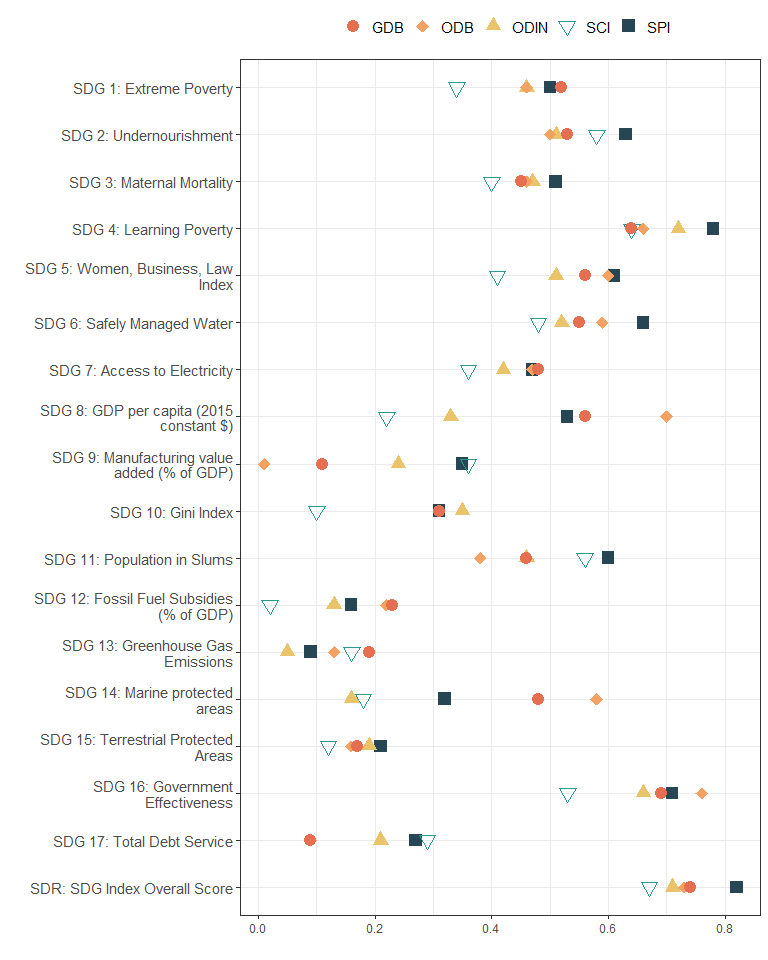 GDB ODB ODIN SCI SPI
SDG 1: Extreme Poverty
SDG 2: Undernourishment
SDG 3: Maternal Mortality
SDG 4: Learning Poverty
SDG 5: Women, Business, Law
Index
SDG 6: Safely Managed Water
SDG 7: Access to Electricity
SDG 8: GDP per capita (2015
constant $)
SDG 9: Manufacturing value
added (% of GDP)
SDG 10: Gini Index
SDG 11: Population in Slums
SDG 12: Fossil Fuel Subsidies
(% of GDP)
SDG 13: Greenhouse Gas
Emissions
SDG 14: Marine protected
areas
SDG 15: Terrestrial Protected
Areas
SDG 16: Government
Effectiveness
SDG 17: Total Debt Service
SDR: SDG Index Overall Score
0.0 0.2 0.4 0.6 0.8